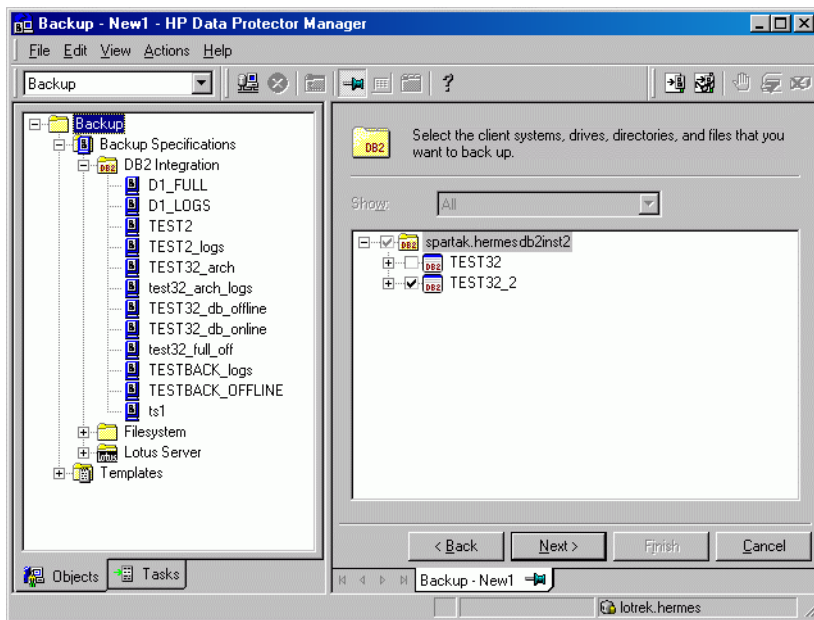 Backup - New1 - HP Data Protector Manager
File Edit View Actions Help
Backup
?
Backup
Backup Specifications
DB2 Integration
D1_FULL
D1_LOGS
TEST2
TEST2_logs
TEST32_arch
test32_arch_logs
TEST32_db_offline
TEST32_db_online
test32_full_off
TESTBACK_logs
TESTBACK_OFFLINE
ts1
Filesystem
Lotus Server
Templates
Objects
Tasks
DB2
Select the client systems, drives, directories, and files that you
want to back up.
Show:
All
spartak.hermesdb2inst2
TEST32
TEST32_2
< Back
Next >
Finish
Cancel
Backup - New1
lotrek.hermes